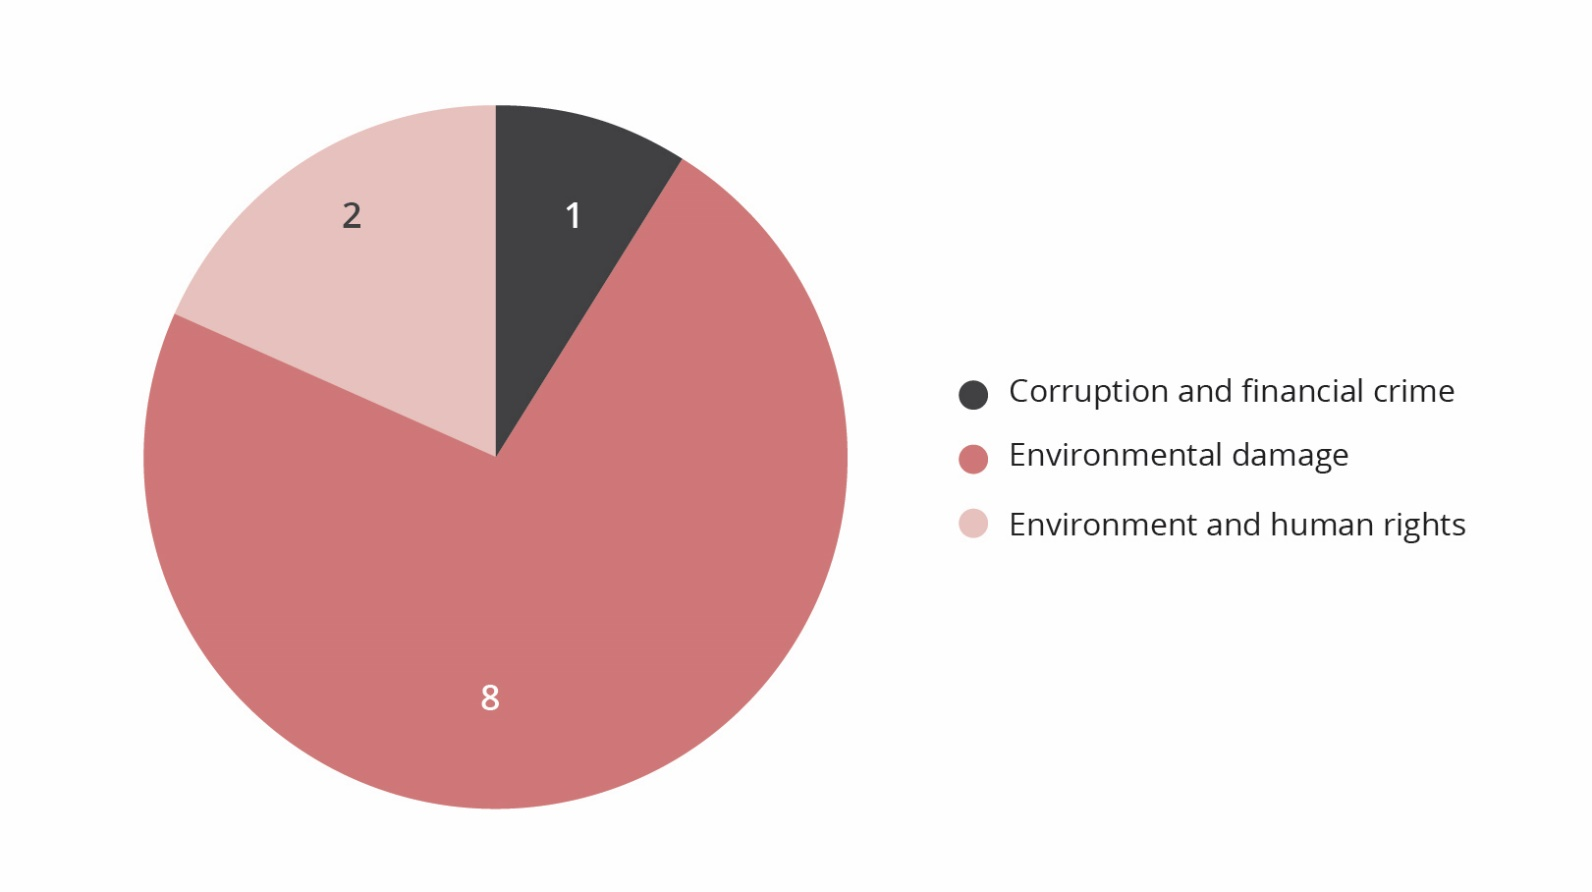 2
1
8
Corruption and financial crime
Environmental damage
Environment and human rights